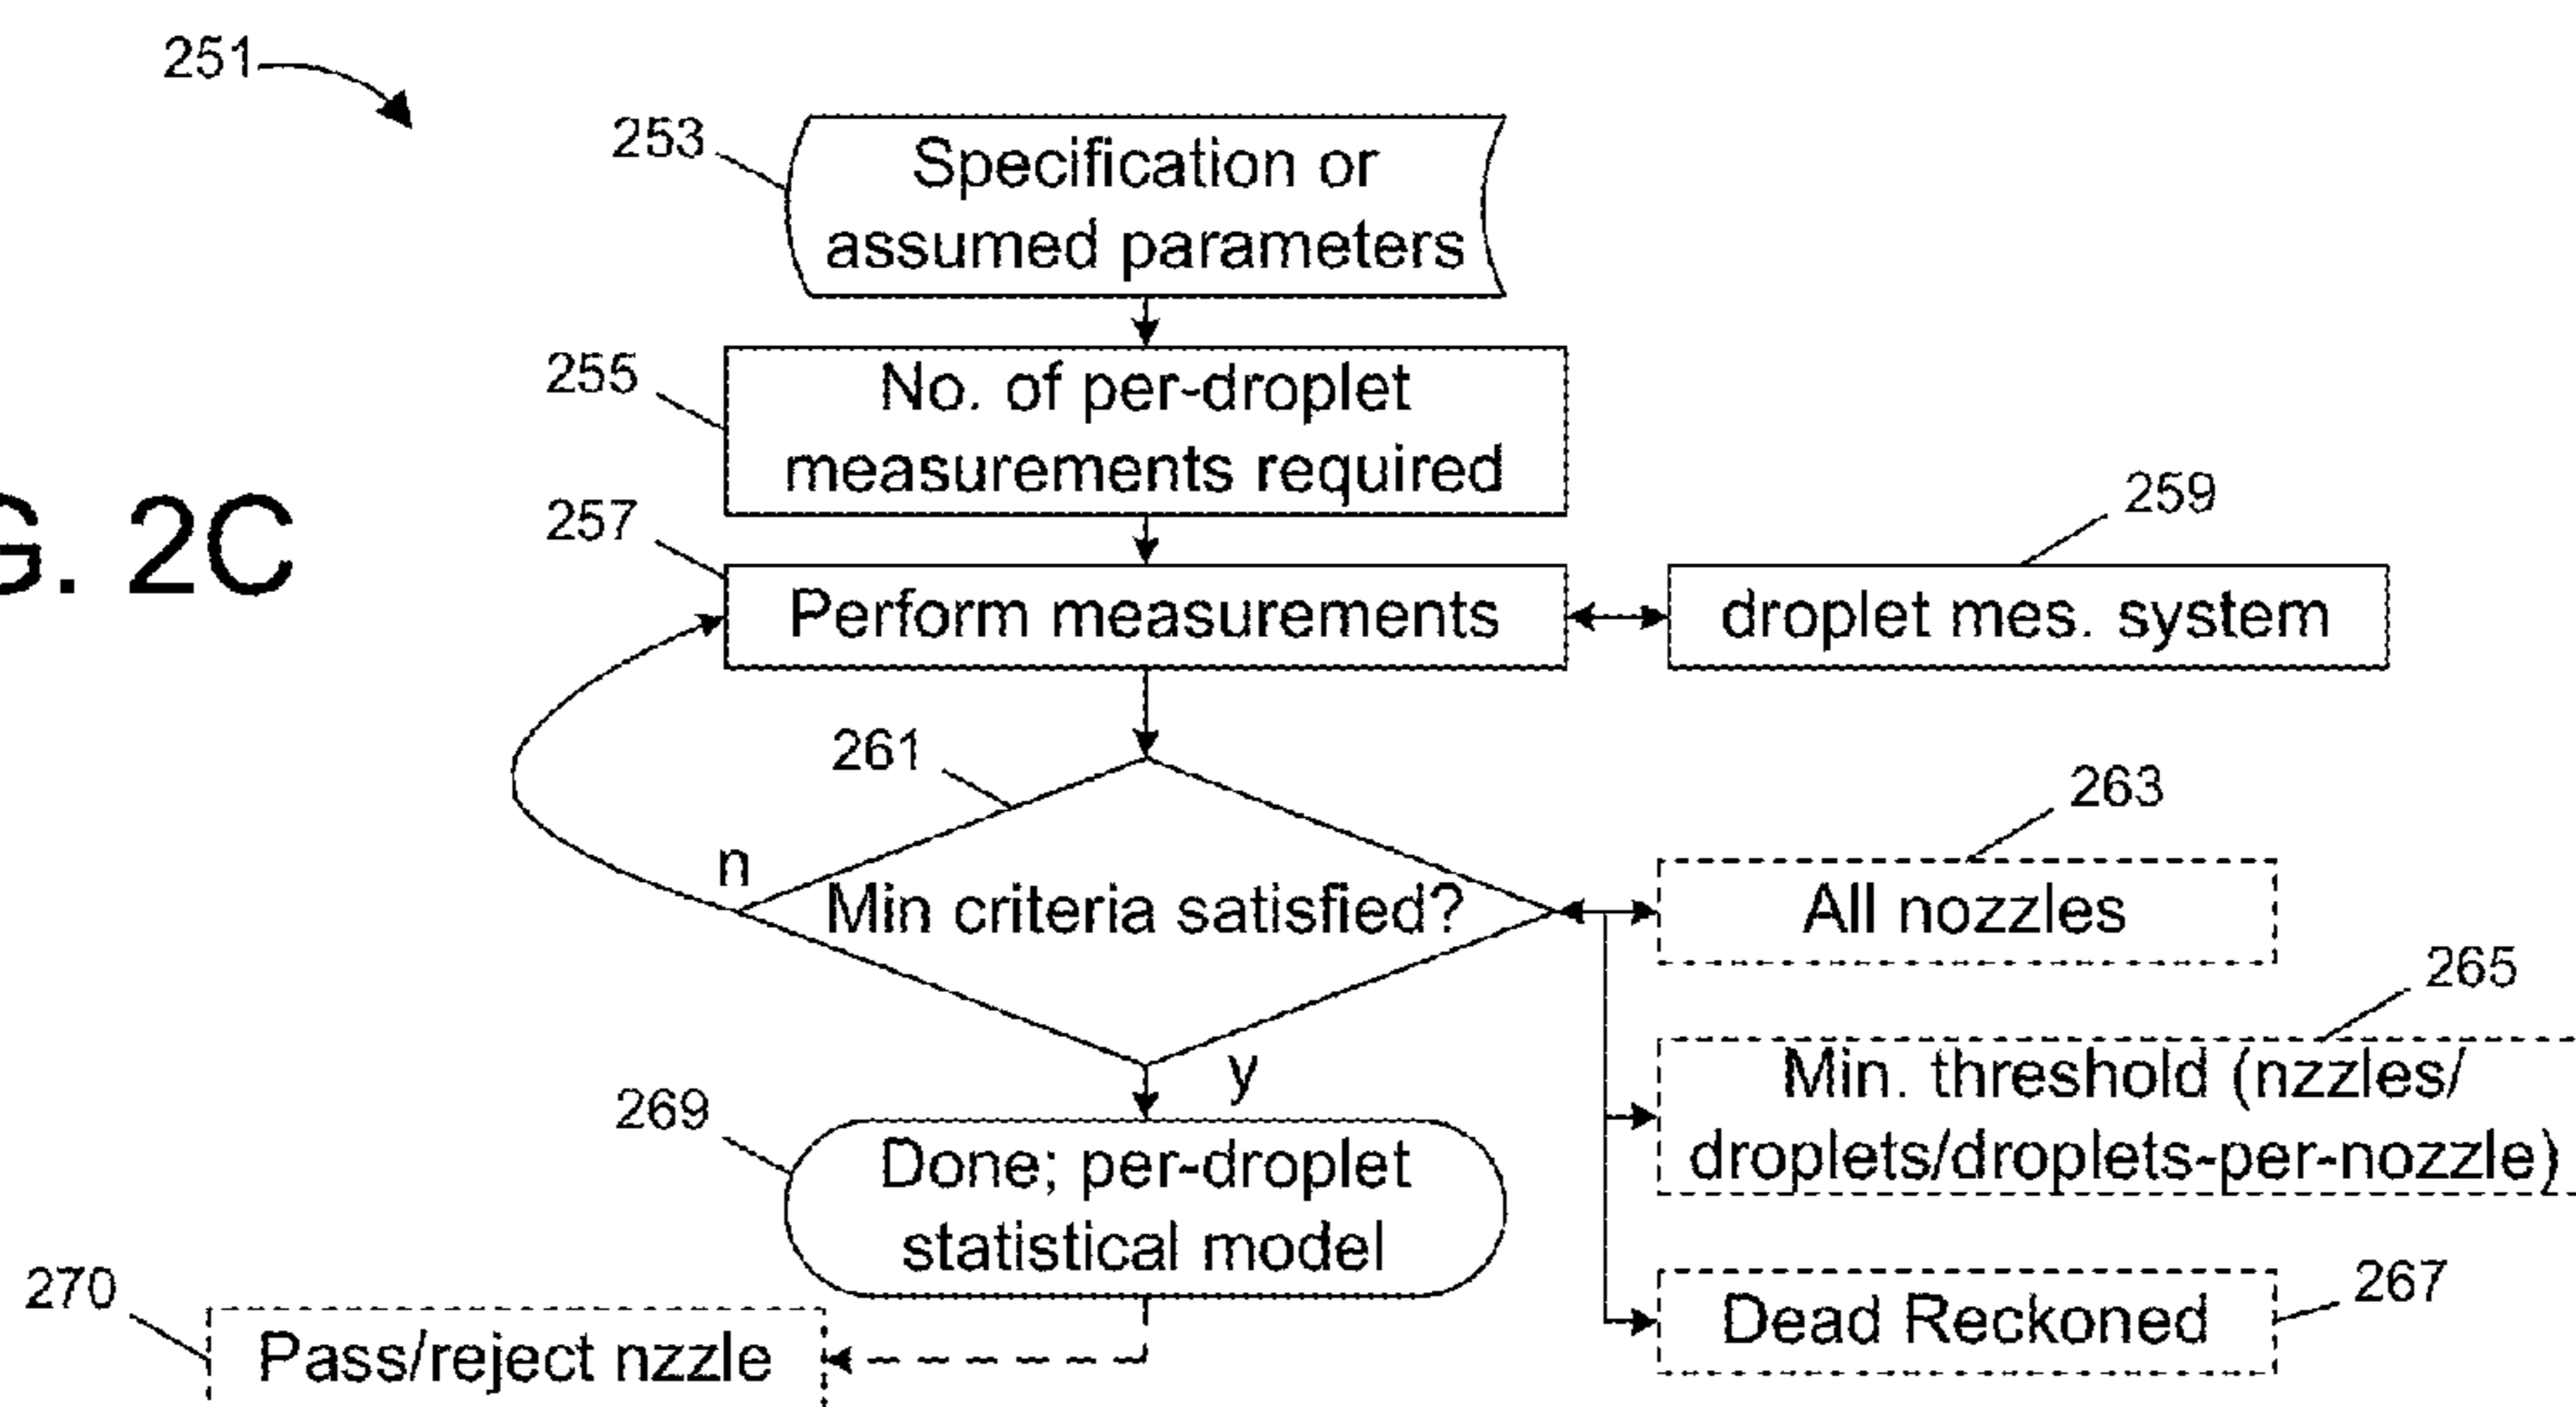 251
253
Specification or
assumed parameters
255
No. of per-droplet
measurements required
G. 2C
257
Perform measurements
259
droplet mes. system
261
n
Min criteria satisfied?
263
All nozzles
265
Min. threshold (nzzles/
droplets/droplets-per-nozzle)
y
269
Done; per-droplet
statistical model
267
Dead Reckoned
270
Pass/reject nzzle